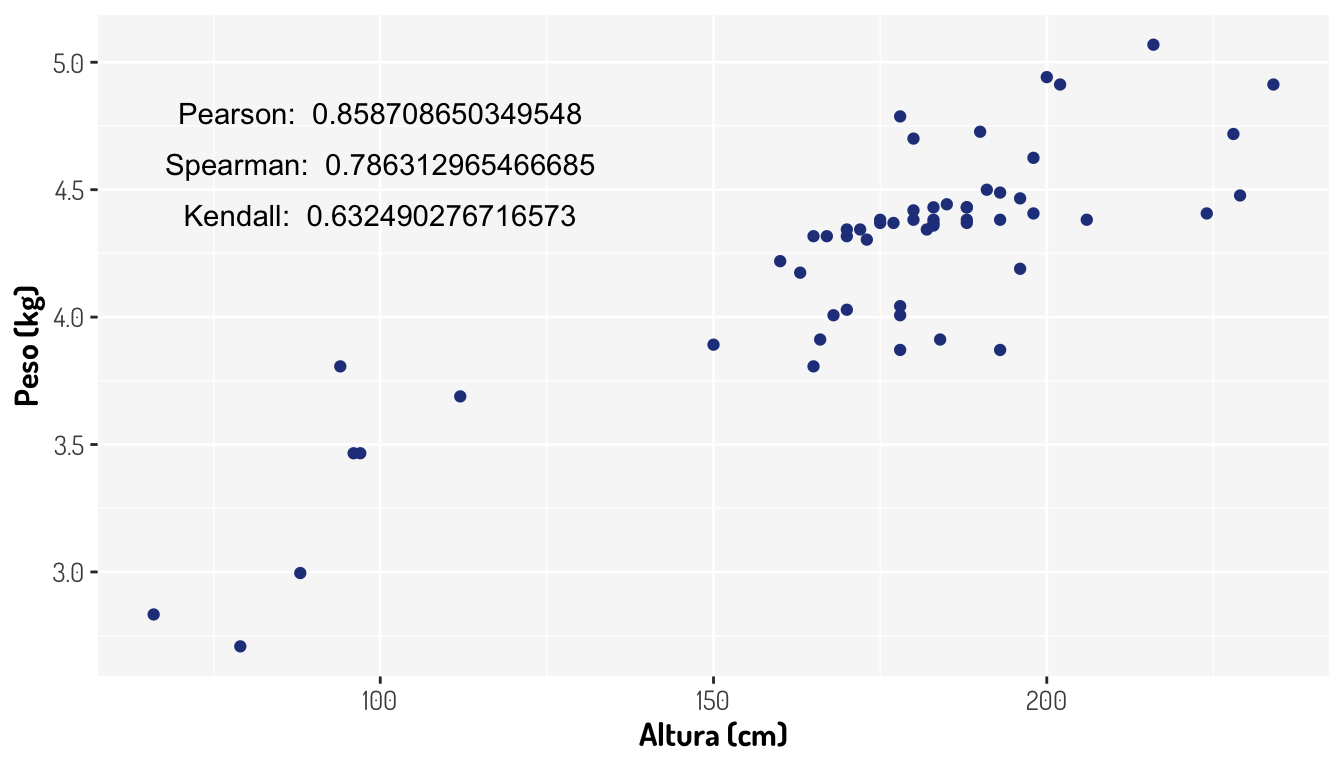 5.0
Pearson: 0.858708650349548
Spearman: 0.786312965466685
4.5
Kendall: 0.632490276716573
Peso (kg)
4.0
3.5
3.0
100 150 200
Altura (cm)